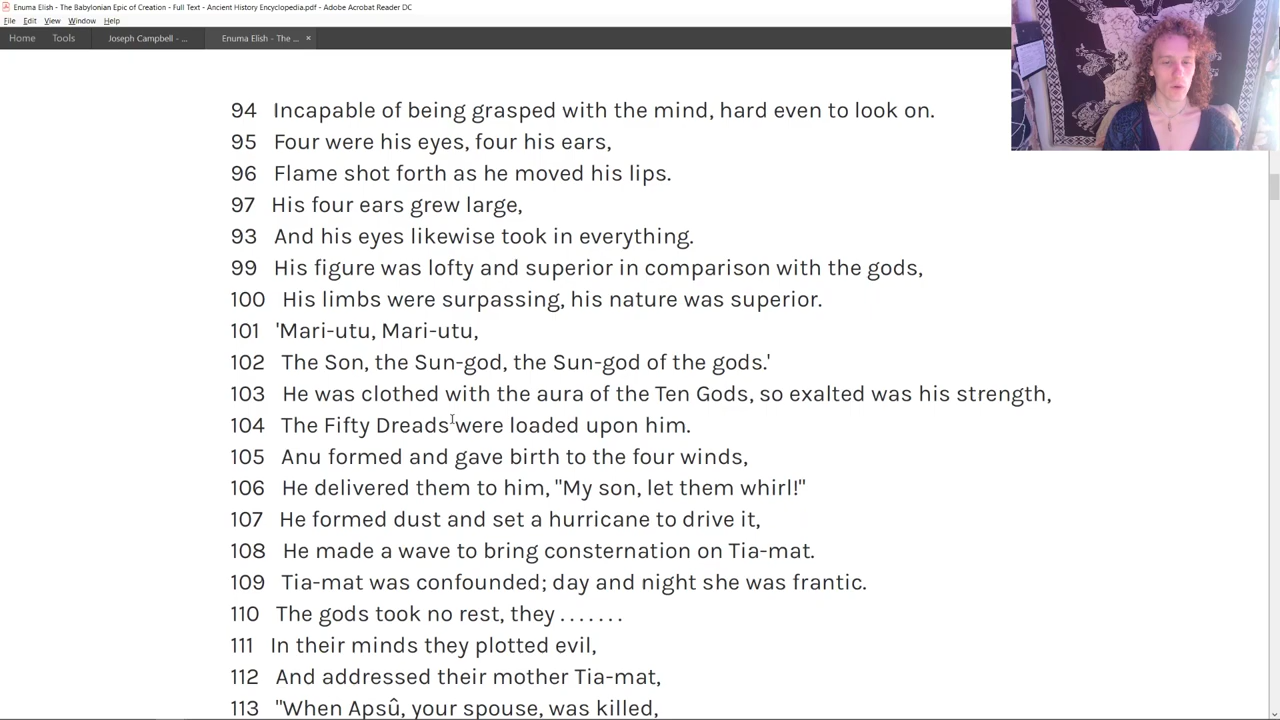 Enuma Elish - The Babylonian Epic of Creation - Full Text - Ancient History Encyclopedia.pdf - Adobe Acrobat Reader DC
File Edit View Window Help
Home Tools Joseph Campbell - ... Enuma Elish - The ... ×
94 Incapable of being grasped with the mind, hard even to look on.
95 Four were his eyes, four his ears,
96 Flame shot forth as he moved his lips.
97 His four ears grew large,
93 And his eyes likewise took in everything.
99 His figure was lofty and superior in comparison with the gods,
100 His limbs were surpassing, his nature was superior.
101 'Mari-utu, Mari-utu,
102 The Son, the Sun-god, the Sun-god of the gods.'
103 He was clothed with the aura of the Ten Gods, so exalted was his strength,
104 The Fifty Dreads were loaded upon him.
105 Anu formed and gave birth to the four winds,
106 He delivered them to him, "My son, let them whirl!"
107 He formed dust and set a hurricane to drive it,
108 He made a wave to bring consternation on Tia-mat.
109 Tia-mat was confounded; day and night she was frantic.
110 The gods took no rest, they . . . . . . .
111 In their minds they plotted evil,
112 And addressed their mother Tia-mat,
113 "When Apsû, your spouse, was killed,